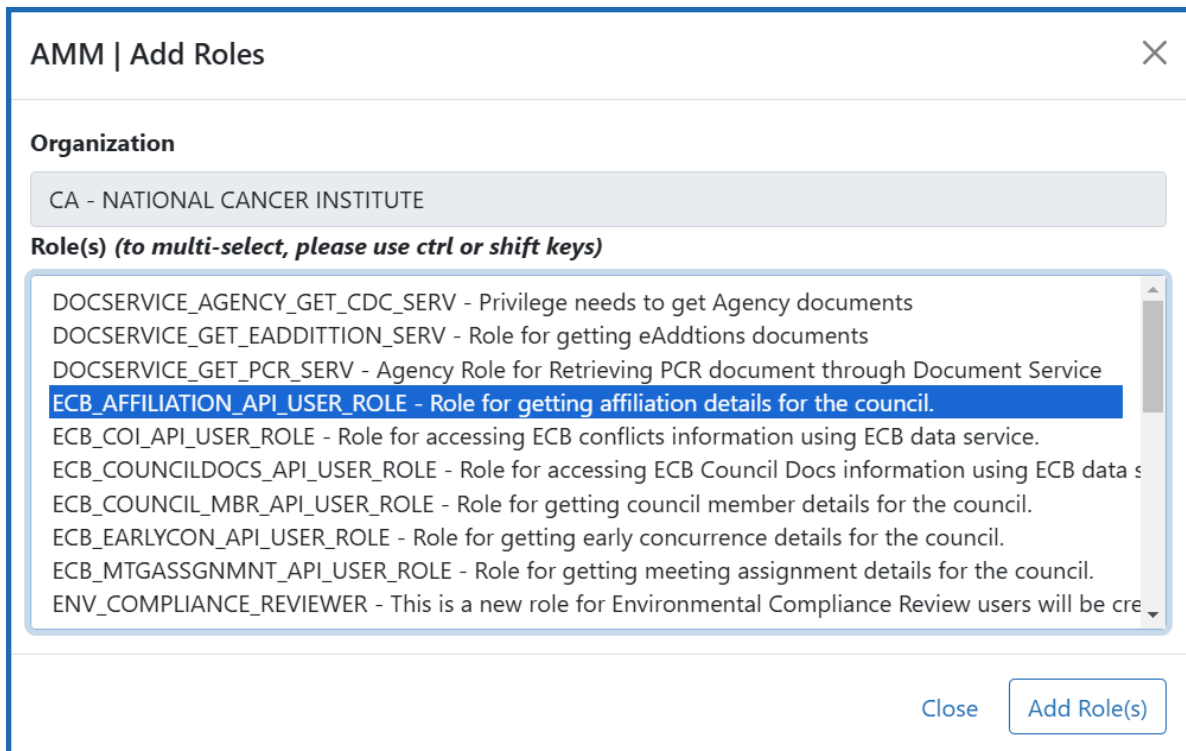 AMM | Add Roles
Organization
CA - NATIONAL CANCER INSTITUTE
Role(s) (to multi-select, please use ctrl or shift keys)
DOCSERVICE_AGENCY_GET_CDC_SERV - Privilege needs to get Agency documents
DOCSERVICE_GET_EADDITTION_SERV - Role for getting eAddtions documents
DOCSERVICE_GET_PCR_SERV - Agency Role for Retrieving PCR document through Document Service
ECB_AFFILIATION_API_USER_ROLE - Role for getting affiliation details for the council.
ECB_COI_API_USER_ROLE - Role for accessing ECB conflicts information using ECB data service.
ECB_COUNCILDOCS_API_USER_ROLE - Role for accessing ECB Council Docs information using ECB data s
ECB_COUNCIL_MBR_API_USER_ROLE - Role for getting council member details for the council.
ECB_EARLYCON_API_USER_ROLE - Role for getting early concurrence details for the council.
ECB_MTGASSGNMNT_API_USER_ROLE - Role for getting meeting assignment details for the council.
ENV_COMPLIANCE_REVIEWER - This is a new role for Environmental Compliance Review users will be cre
Close
Add Role(s)